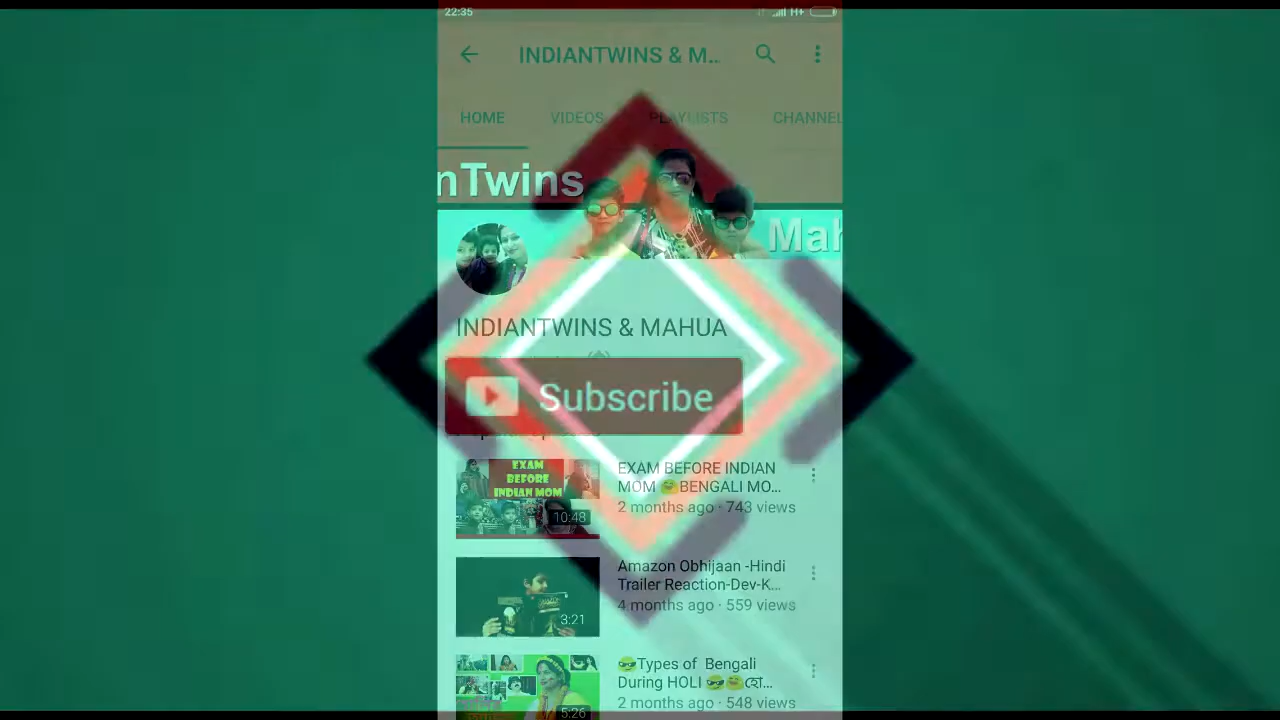 22:35
H+
INDIANTWINS & M...
HOME VIDEOS PLAYLISTS CHANNEL
nTwins
Mah
INDIANTWINS & MAHUA
Subscribe
EXAM
BEFORE
INDIAN MOM
10:48
EXAM BEFORE INDIAN
MOM 😅BENGALI MO...
2 months ago · 743 views
3:21
Amazon Obhijaan -Hindi
Trailer Reaction-Dev-K...
4 months ago · 559 views
5:26
😎Types of Bengali
During HOLI 😎😅হো...
2 months ago · 548 views